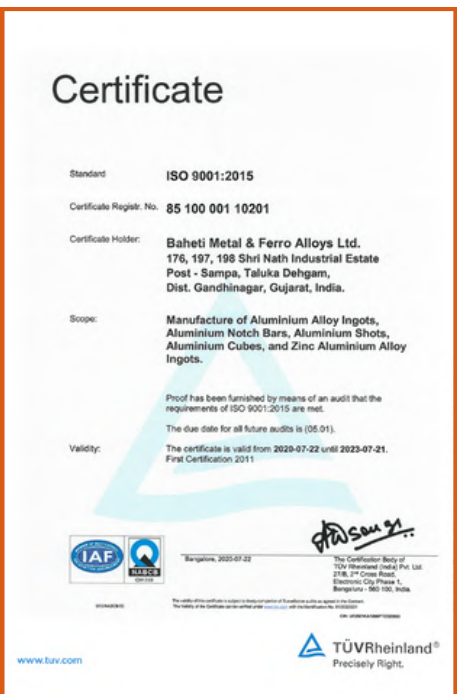 Certificate
Standard ISO 9001:2015
Certificate Registr. No. 85 100 001 10201
Certificate Holder: Baheti Metal & Ferro Alloys Ltd.
176, 197, 198 Shri Nath Industrial Estate
Post - Sampa, Taluka Dehgam,
Dist. Gandhinagar, Gujarat, India.
Scope: Manufacture of Aluminium Alloy Ingots,
Aluminium Notch Bars, Aluminium Shots,
Aluminium Cubes, and Zinc Aluminium Alloy
Ingots.
Proof has been furnished by means of an audit that the
requirements of ISO 9001:2015 are met.
The due date for all future audits is (05.01).
Validity: The certificate is valid from 2020-07-22 until 2023-07-21.
First Certification 2011
IAF
NABCB
Bangalore, 2020-07-22
The Certification Body of
TÜV Rheinland (India) Pvt. Ltd.
27/B, 2nd Cross Road,
Electronic City Phase 1,
Bengaluru - 560 100, India.
www.tuv.com
TÜVRheinland®
Precisely Right.